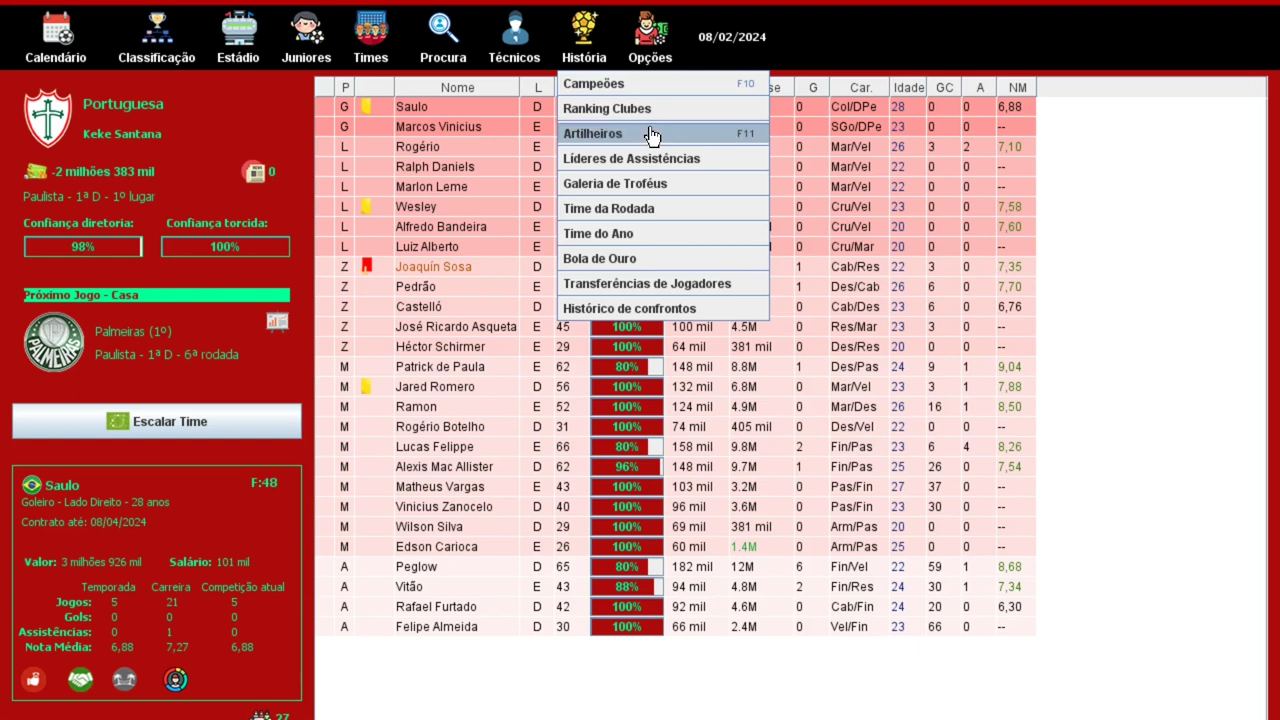 Calendário Classificação Estádio Juniores Times Procura Técnicos História Opções 08/02/2024
Portuguesa
Keke Santana
-2 milhões 383 mil 0
Paulista - 1ª D - 1º lugar
Confiança diretoria: Confiança torcida:
98% 100%
Próximo Jogo - Casa
PALMEIRAS
Palmeiras (1º)
Paulista - 1ª D - 6ª rodada
Escalar Time
Saulo F:48
Goleiro - Lado Direito - 28 anos
Contrato até: 08/04/2024
Valor: 3 milhões 926 mil Salário: 101 mil
Temporada Carreira Competição atual
Jogos: 5 21 5
Gols: 0 0 0
Assistências: 0 1 0
Nota Média: 6,88 7,27 6,88
27
Campeões F10
Ranking Clubes
Artilheiros F11
Líderes de Assistências
Galeria de Troféus
Time da Rodada
Time do Ano
Bola de Ouro
Transferências de Jogadores
Histórico de confrontos
P Nome L se G Car. Idade GC A NM
G Saulo D 0 Col/DPe 28 0 0 6,88
G Marcos Vinicius E 0 SGo/DPe 23 0 0 --
L Rogério E 0 Mar/Vel 26 3 2 7,10
L Ralph Daniels D 0 Mar/Vel 22 0 0 --
L Marlon Leme E 0 Mar/Vel 22 0 0 --
L Wesley D 0 Cru/Vel 23 0 0 7,58
L Alfredo Bandeira E 0 Cru/Vel 20 0 0 7,60
L Luiz Alberto E 0 Cru/Mar 20 0 0 --
Z Joaquín Sosa D 1 Cab/Res 22 3 0 7,35
Z Pedrão E 1 Des/Cab 26 6 0 7,70
Z Castelló D 0 Cab/Des 23 6 0 6,76
Z José Ricardo Asqueta E 45 100% 100 mil 4.5M 0 Res/Mar 23 3 0 --
Z Héctor Schirmer E 29 100% 64 mil 381 mil 0 Des/Res 20 0 0 --
M Patrick de Paula E 62 80% 148 mil 8.8M 1 Des/Pas 24 9 1 9,04
M Jared Romero D 56 100% 132 mil 6.8M 0 Mar/Vel 23 3 1 7,88
M Ramon E 52 100% 124 mil 4.9M 0 Mar/Des 26 16 1 8,50
M Rogério Botelho D 31 100% 74 mil 405 mil 0 Des/Vel 22 0 0 --
M Lucas Felippe E 66 80% 158 mil 9.8M 2 Fin/Pas 23 6 4 8,26
M Alexis Mac Allister D 62 96% 148 mil 9.7M 1 Fin/Pas 25 26 0 7,54
M Matheus Vargas E 43 100% 103 mil 3.2M 0 Pas/Fin 27 37 0 --
M Vinicius Zanocelo D 40 100% 96 mil 3.6M 0 Pas/Fin 23 30 0 --
M Wilson Silva D 29 100% 69 mil 381 mil 0 Arm/Pas 20 0 0 --
M Edson Carioca E 26 100% 60 mil 1.4M 0 Arm/Pas 25 0 0 --
A Peglow D 65 80% 182 mil 12M 6 Fin/Vel 22 59 1 8,68
A Vitão E 43 88% 94 mil 4.8M 2 Fin/Res 24 30 1 7,34
A Rafael Furtado D 42 100% 92 mil 4.6M 0 Cab/Fin 24 20 0 6,30
A Felipe Almeida D 30 100% 66 mil 2.4M 0 Vel/Fin 23 66 0 --